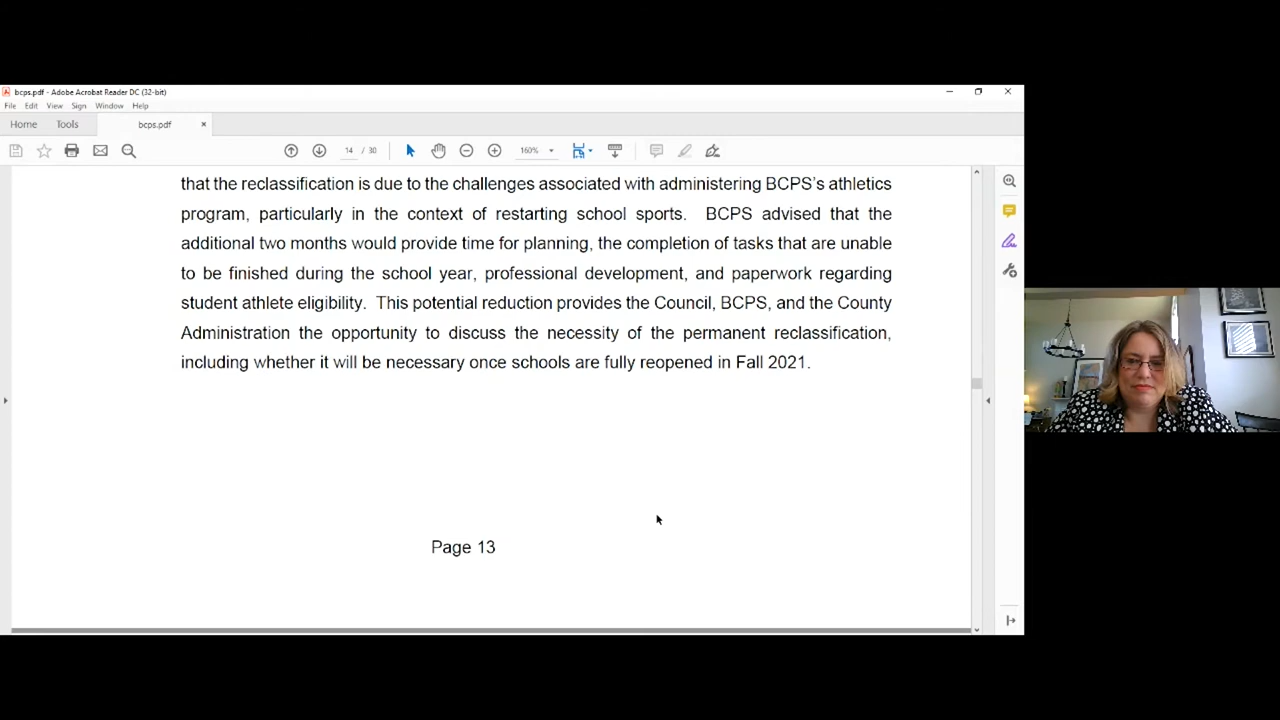 bcps.pdf - Adobe Acrobat Reader DC (32-bit)
File Edit View Sign Window Help
Home Tools bcps.pdf ×
14 / 30 160%
that the reclassification is due to the challenges associated with administering BCPS's athletics
program, particularly in the context of restarting school sports. BCPS advised that the
additional two months would provide time for planning, the completion of tasks that are unable
to be finished during the school year, professional development, and paperwork regarding
student athlete eligibility. This potential reduction provides the Council, BCPS, and the County
Administration the opportunity to discuss the necessity of the permanent reclassification,
including whether it will be necessary once schools are fully reopened in Fall 2021.
Page 13